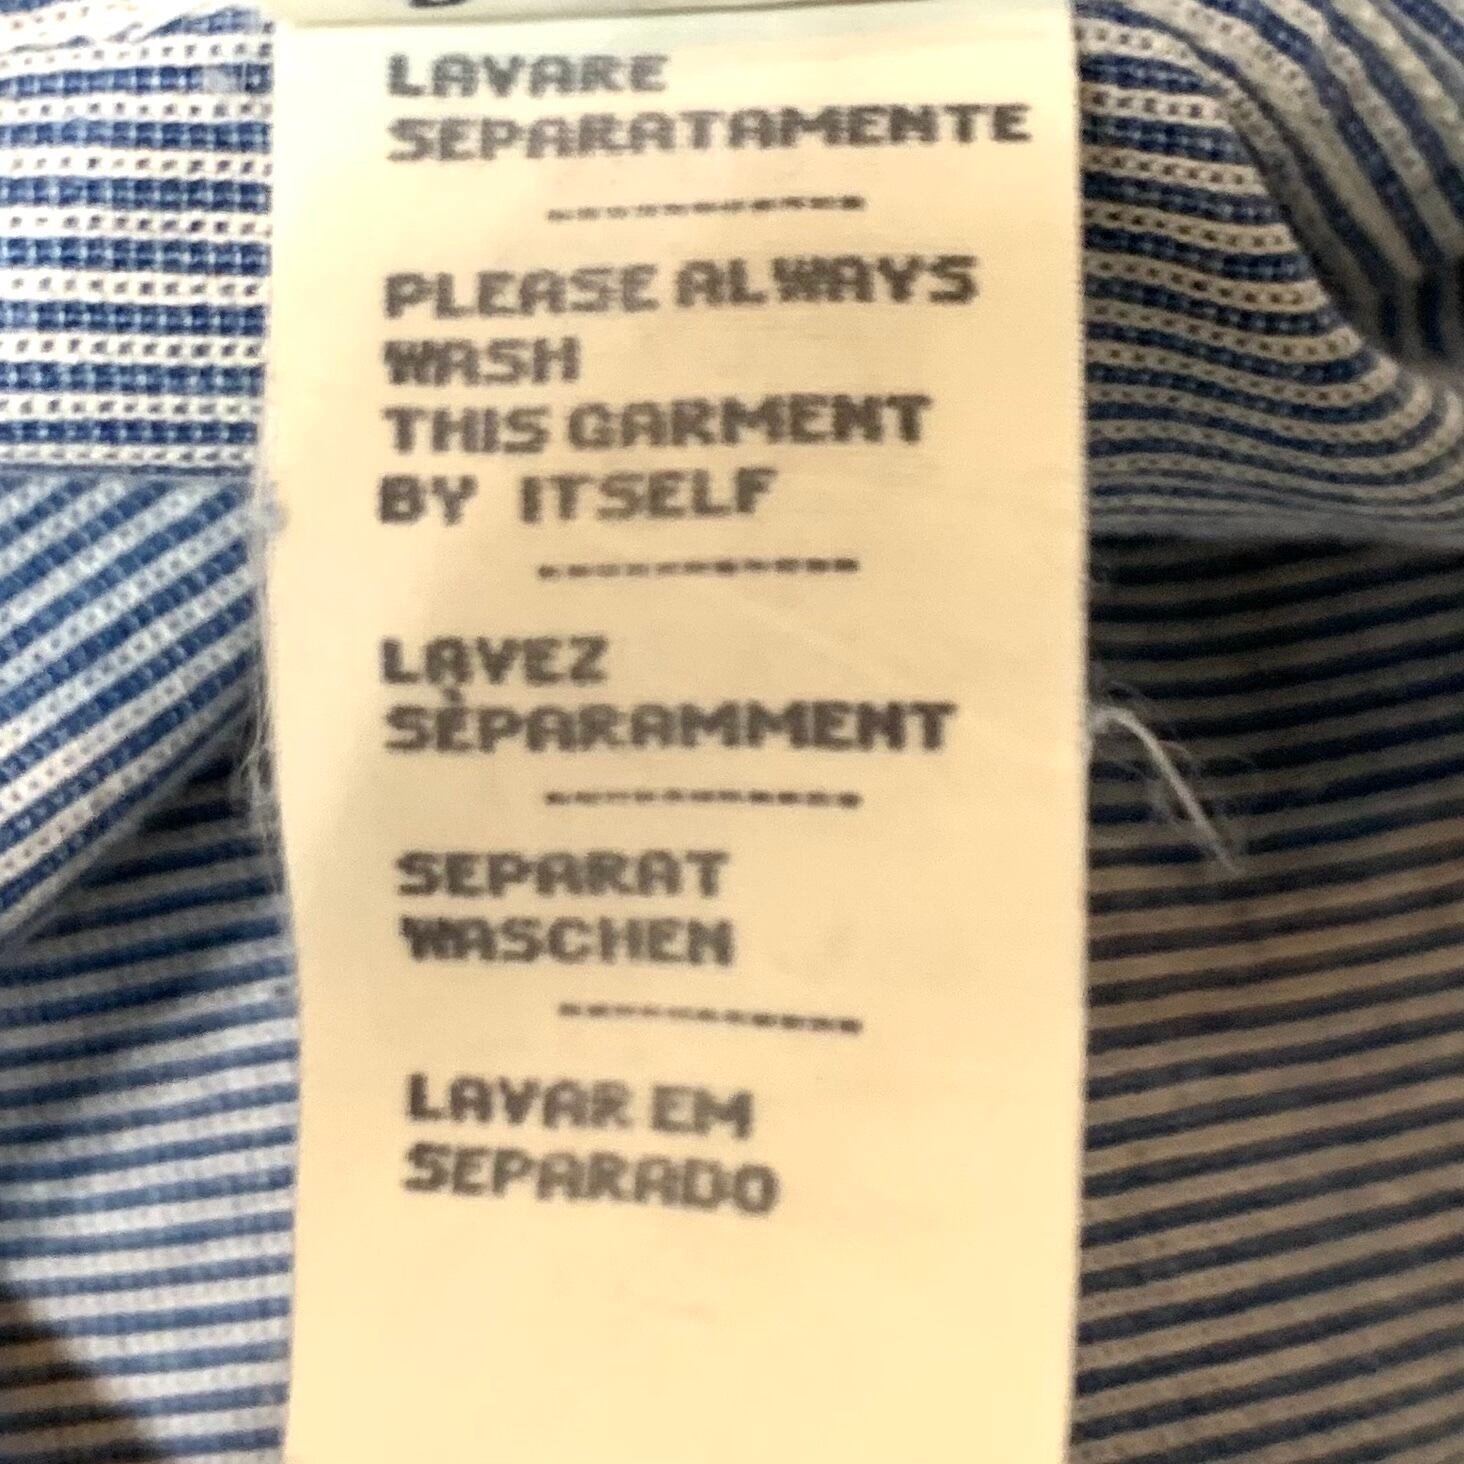 LAVARE
SEPARATAMENTE
-----------
PLEASE ALWAYS
WASH
THIS GARMENT
BY ITSELF
-----------
LAVEZ
SÈPARAMMENT
-----------
SEPARAT
WASCHEN
-----------
LAVAR EM
SEPARADO